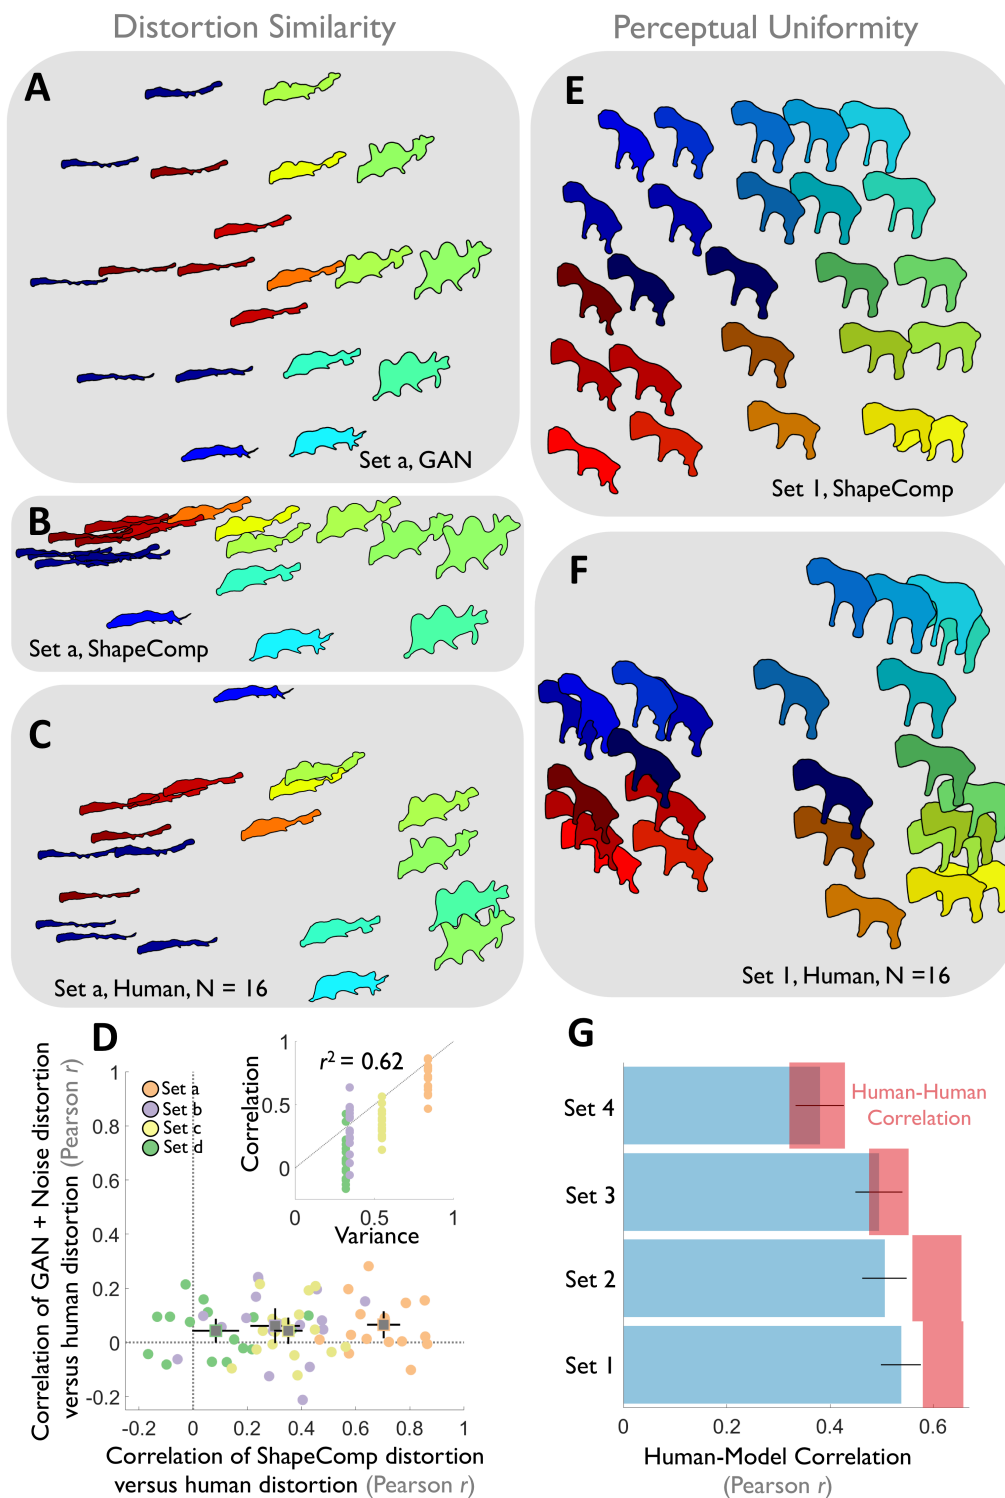 Distortion Similarity
Perceptual Uniformity
A
Set a, GAN
B
Set a, ShapeComp
C
Set a, Human, N = 16
E
Set 1, ShapeComp
F
Set 1, Human, N =16
D
Correlation of GAN + Noise distortion
versus human distortion (Pearson r)
1
0.8
0.6
0.4
0.2
0
-0.2
Set a
Set b
Set c
Set d
r² = 0.62
Correlation
1
0.5
0
0
0.5
1
Variance
-0.2
0
0.2
0.4
0.6
0.8
1
Correlation of ShapeComp distortion
versus human distortion (Pearson r)
G
Set 4
Set 3
Set 2
Set 1
Human-Human
Correlation
0
0.2
0.4
0.6
Human-Model Correlation
(Pearson r)